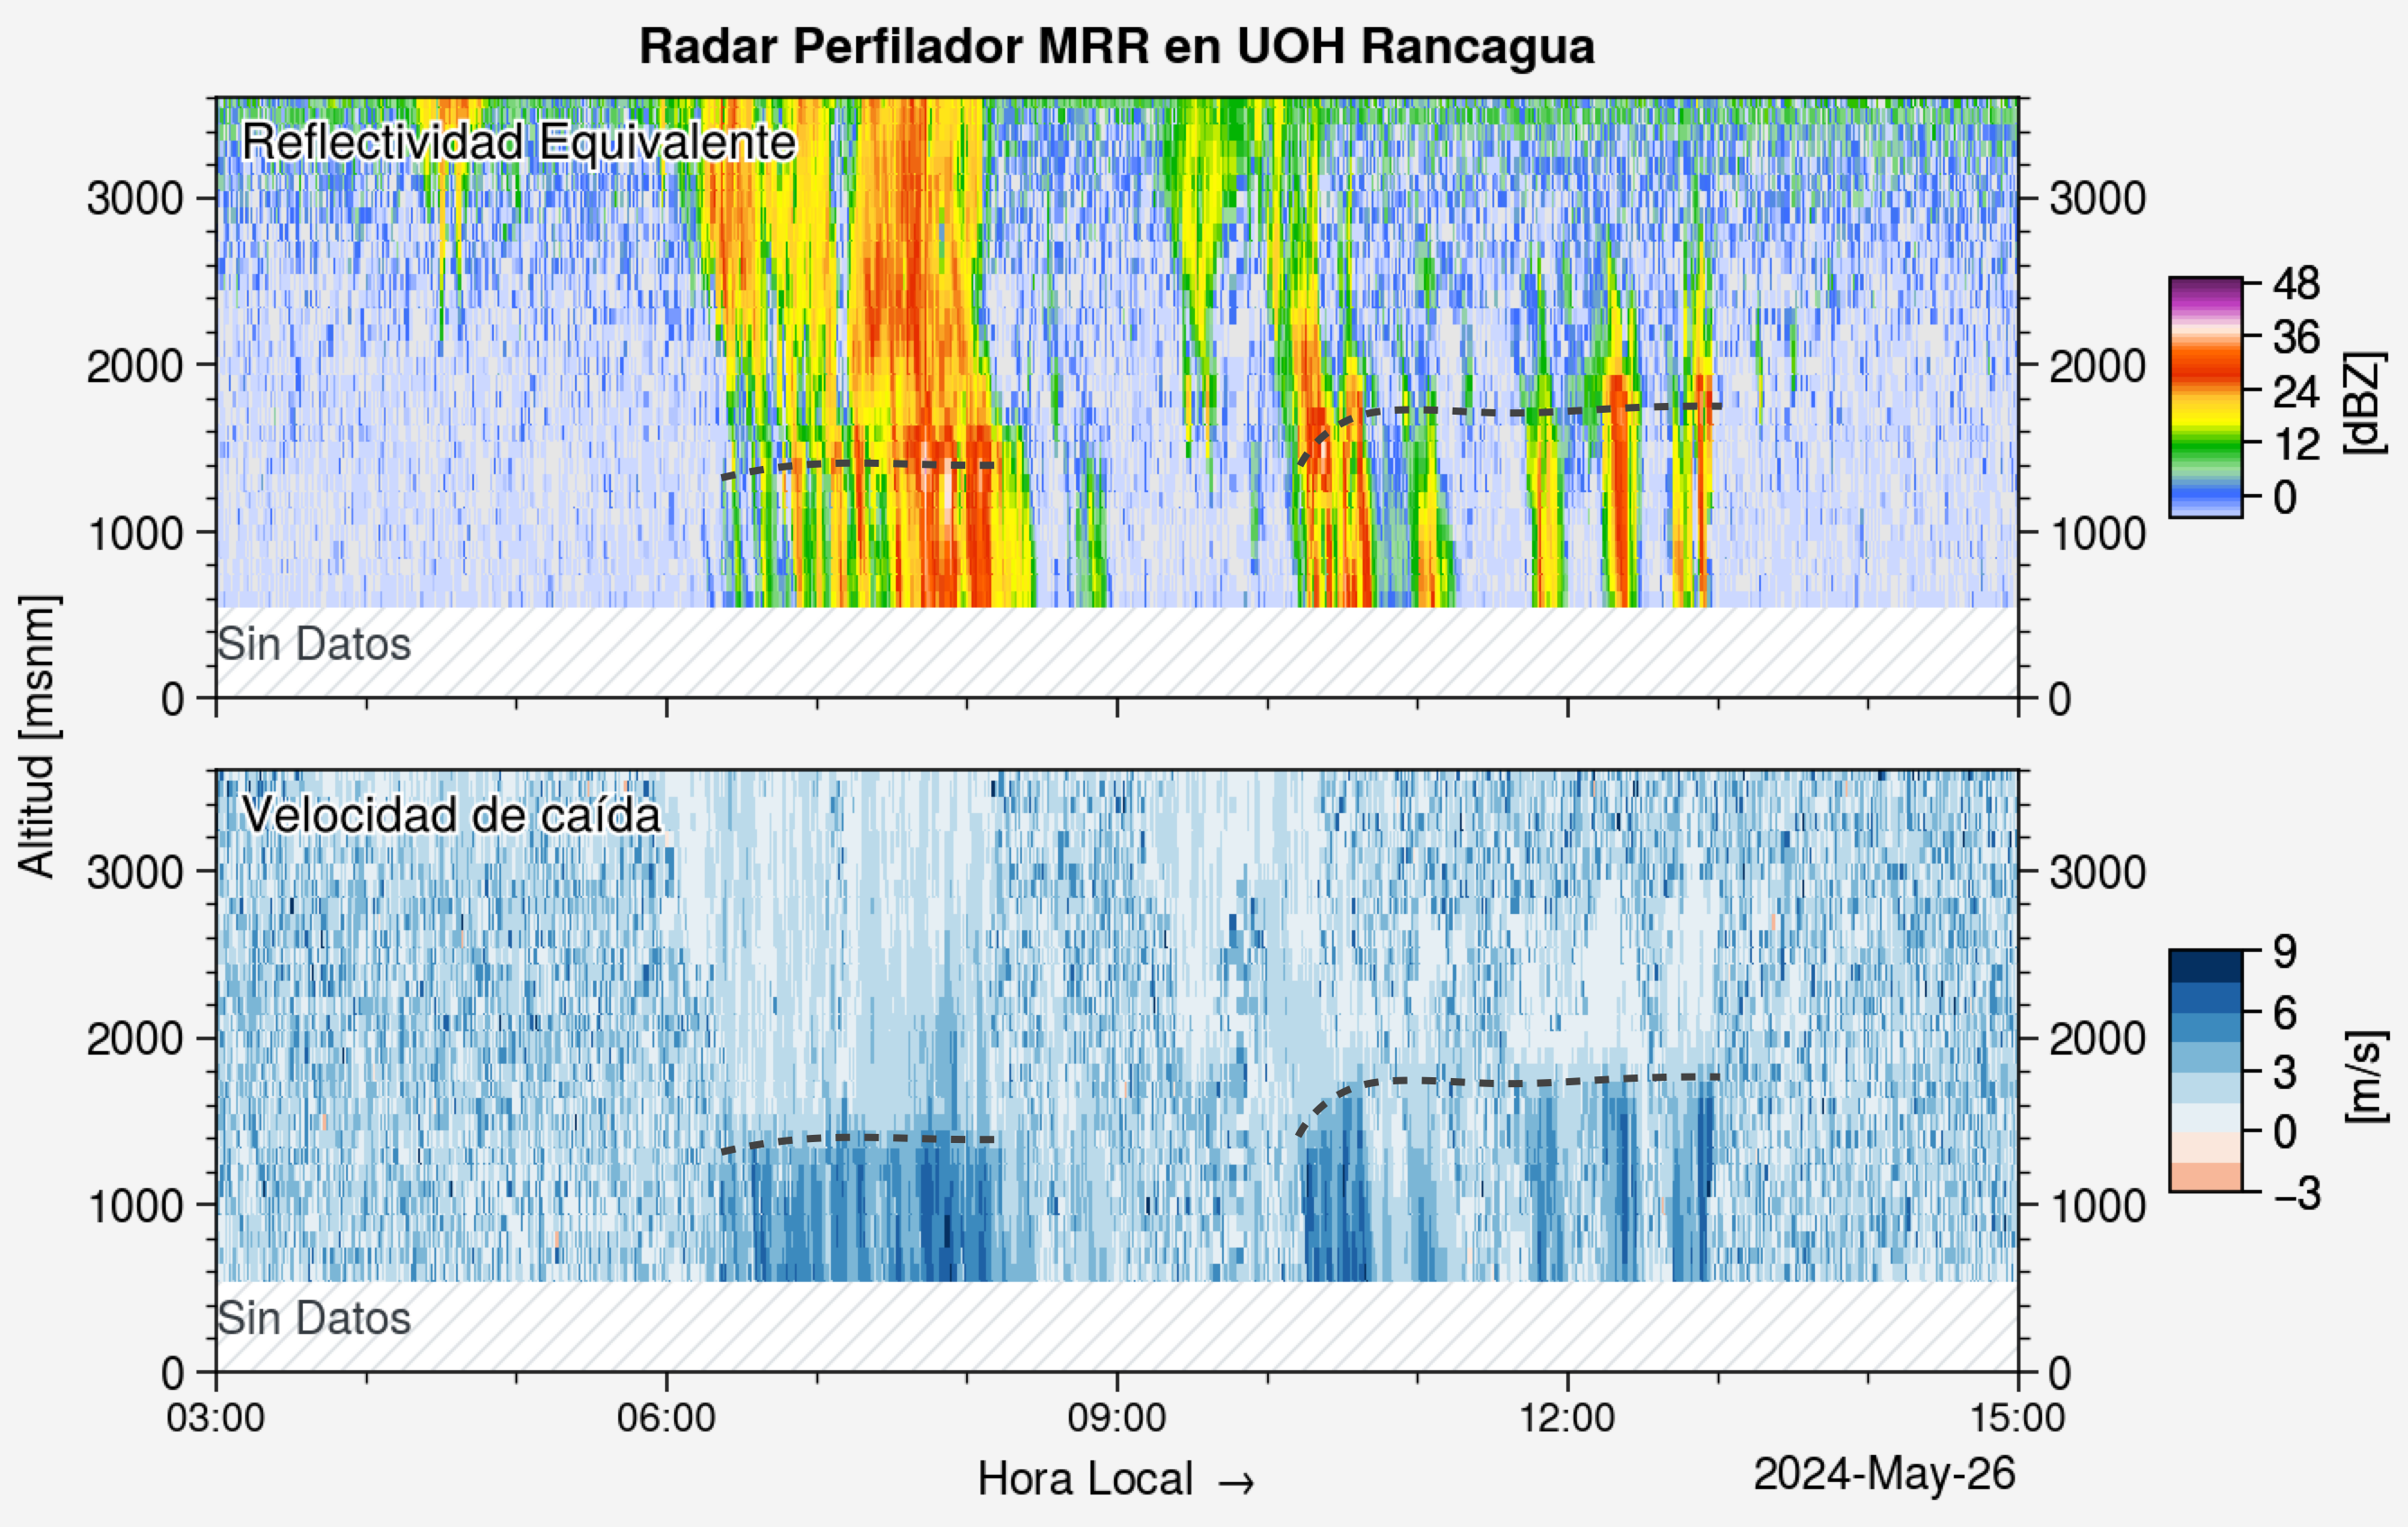 Radar Perfilador MRR en UOH Rancagua
Reflectividad Equivalente
3000
2000
1000
0
3000
2000
1000
0
Sin Datos
48
36
24
12
0
[dBZ]
Altitud [msnm]
Velocidad de caída
3000
2000
1000
0
3000
2000
1000
0
Sin Datos
9
6
3
0
−3
[m/s]
03:00 06:00 09:00 12:00 15:00
Hora Local →
2024-May-26